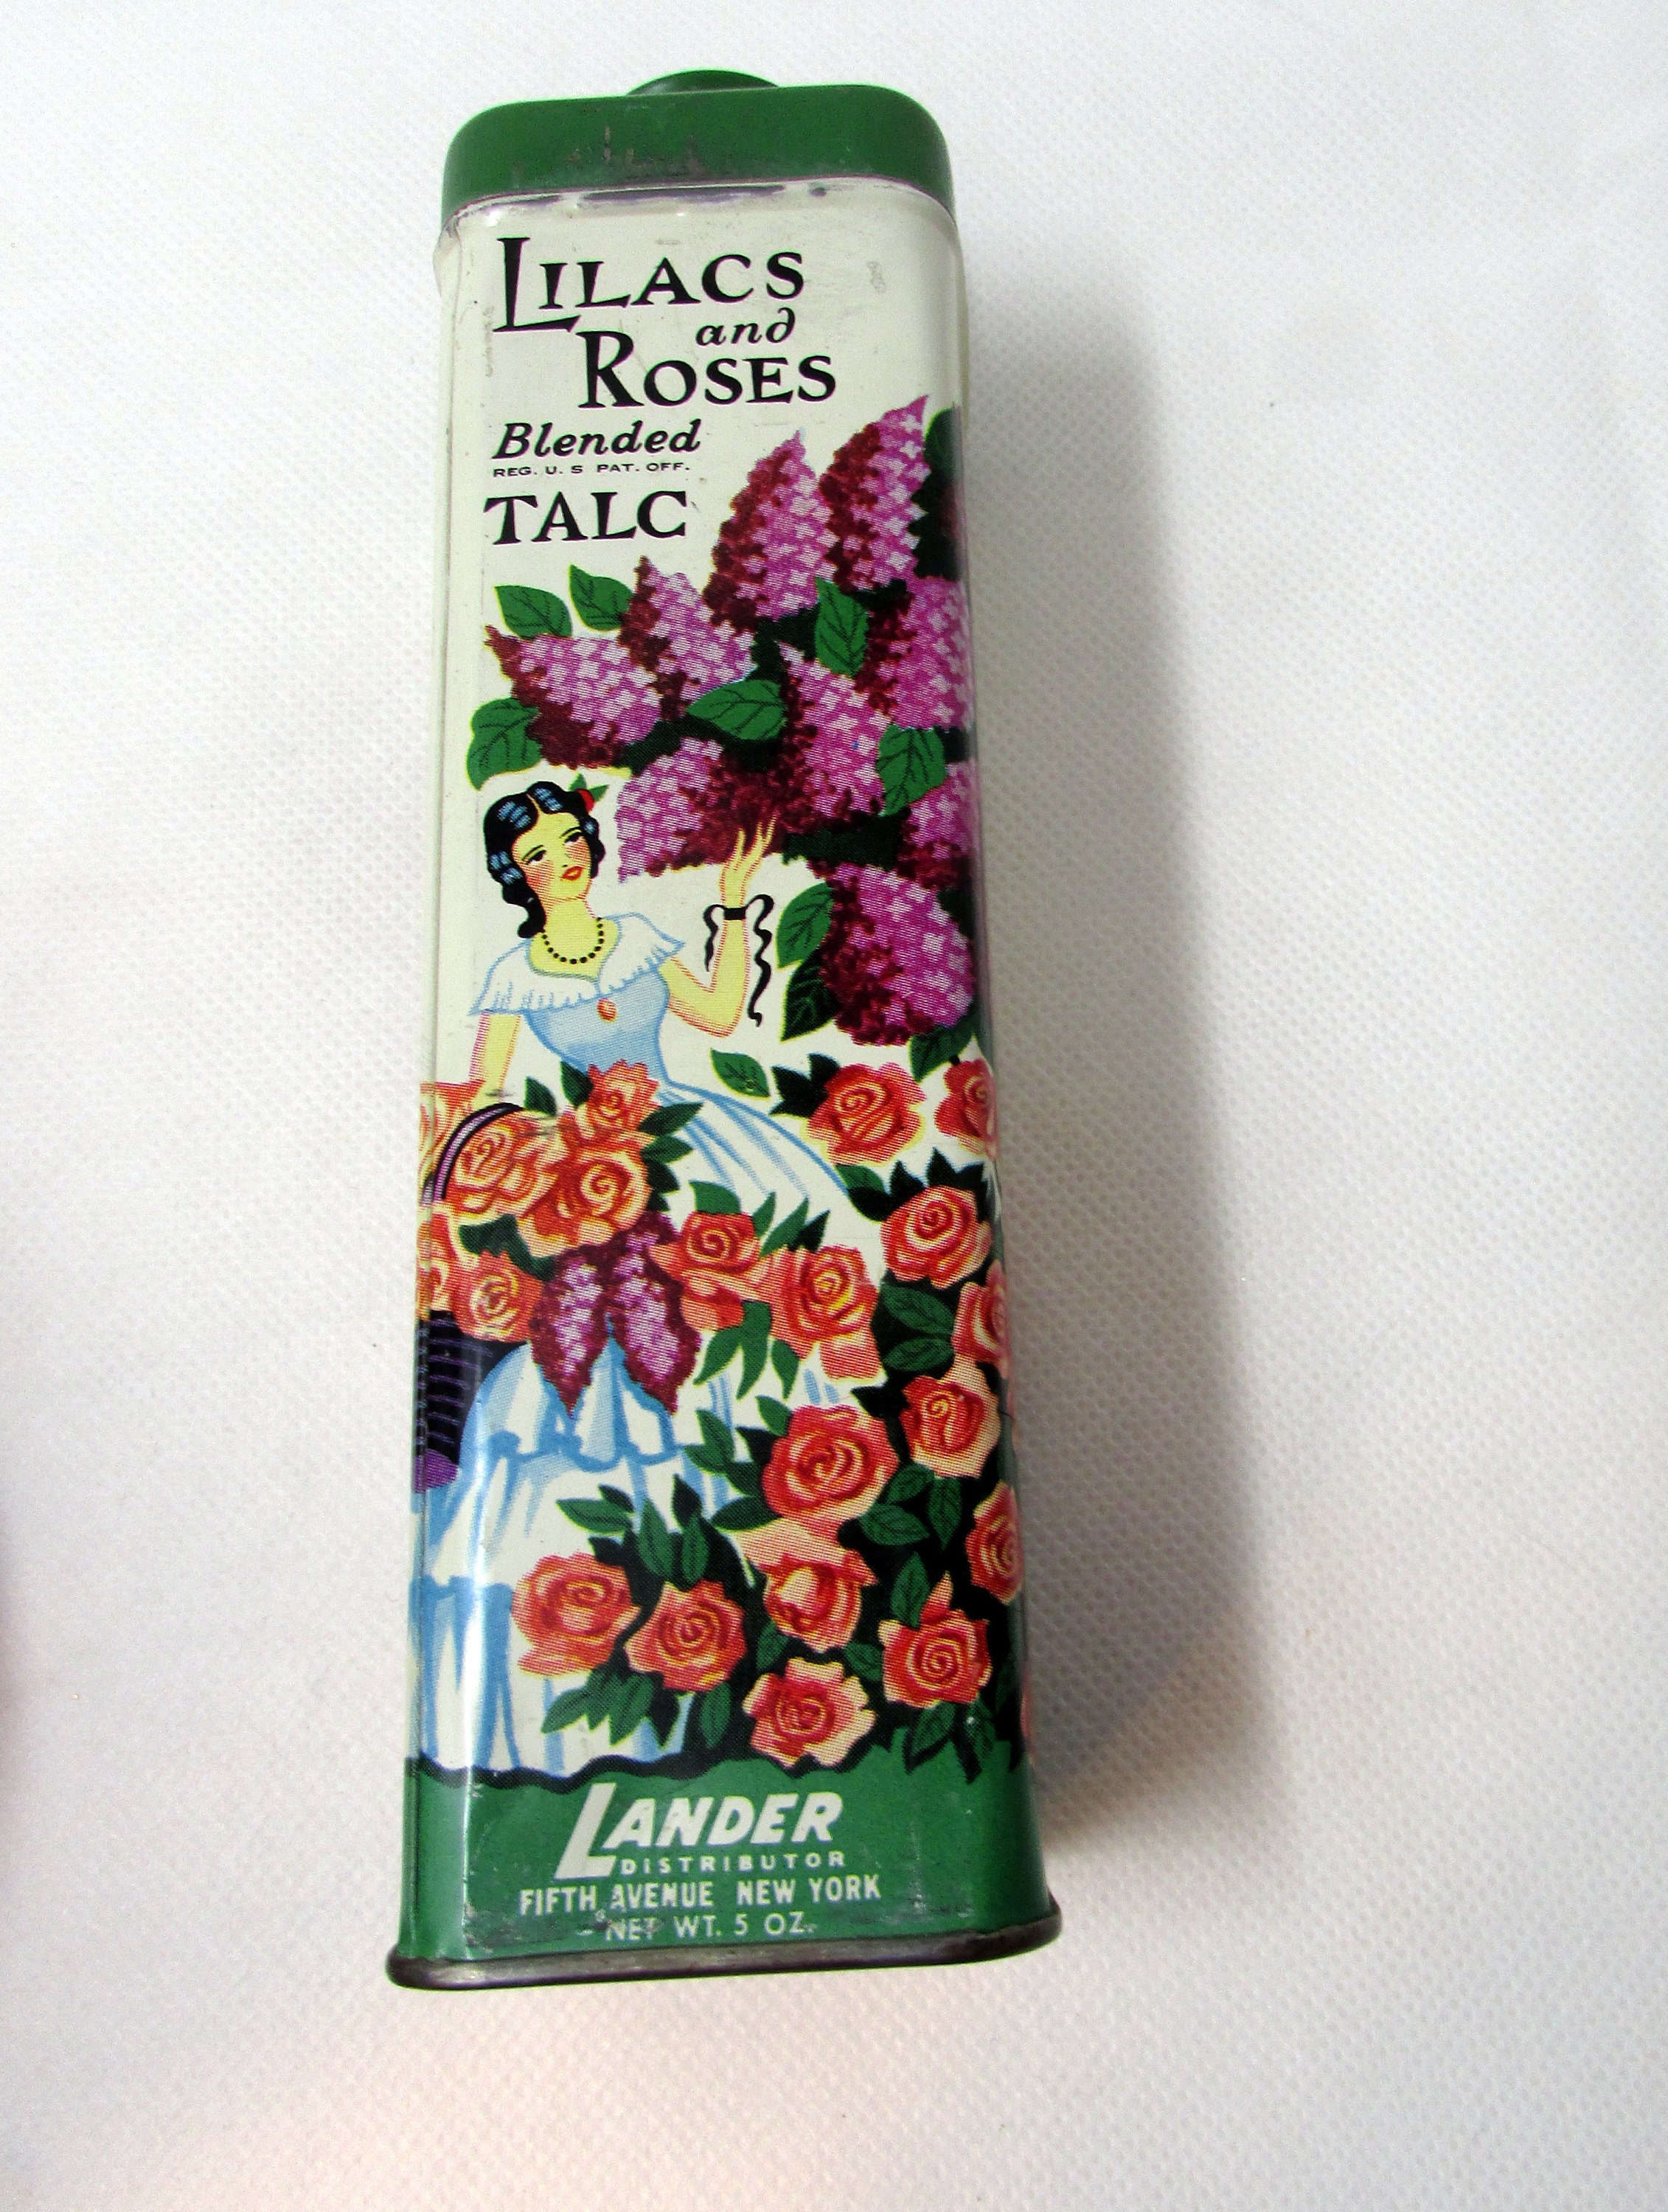 LILACS
and
ROSES
Blended
REG. U. S PAT. OFF.
TALC
LANDER
DISTRIBUTOR
FIFTH AVENUE NEW YORK
NET WT. 5 OZ.